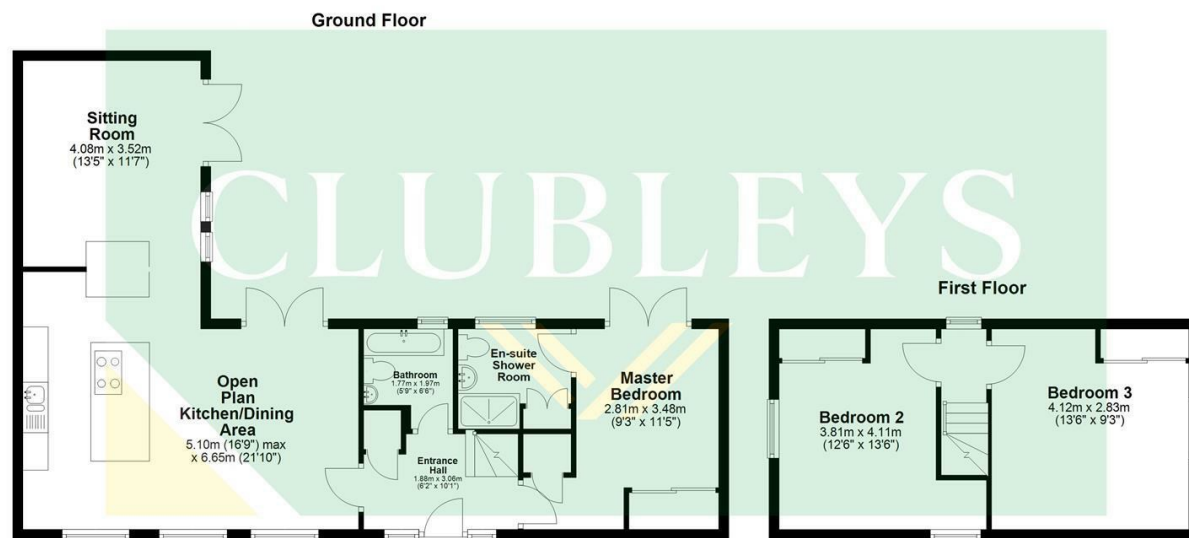 Ground Floor
Sitting
Room
4.08m x 3.52m
(13'5" x 11'7")
CLUBLEYS
First Floor
Open
Plan
Kitchen/Dining
Area
5.10m (16'9") max
x 6.65m (21'10")
Bathroom
1.77m x 1.97m
(5'9" x 6'6")
En-suite
Shower
Room
Master
Bedroom
2.81m x 3.48m
(9'3" x 11'5")
Entrance
Hall
1.88m x 3.06m
(6'2" x 10'1")
Bedroom 2
3.81m x 4.11m
(12'6" x 13'6")
Bedroom 3
4.12m x 2.83m
(13'6" x 9'3")